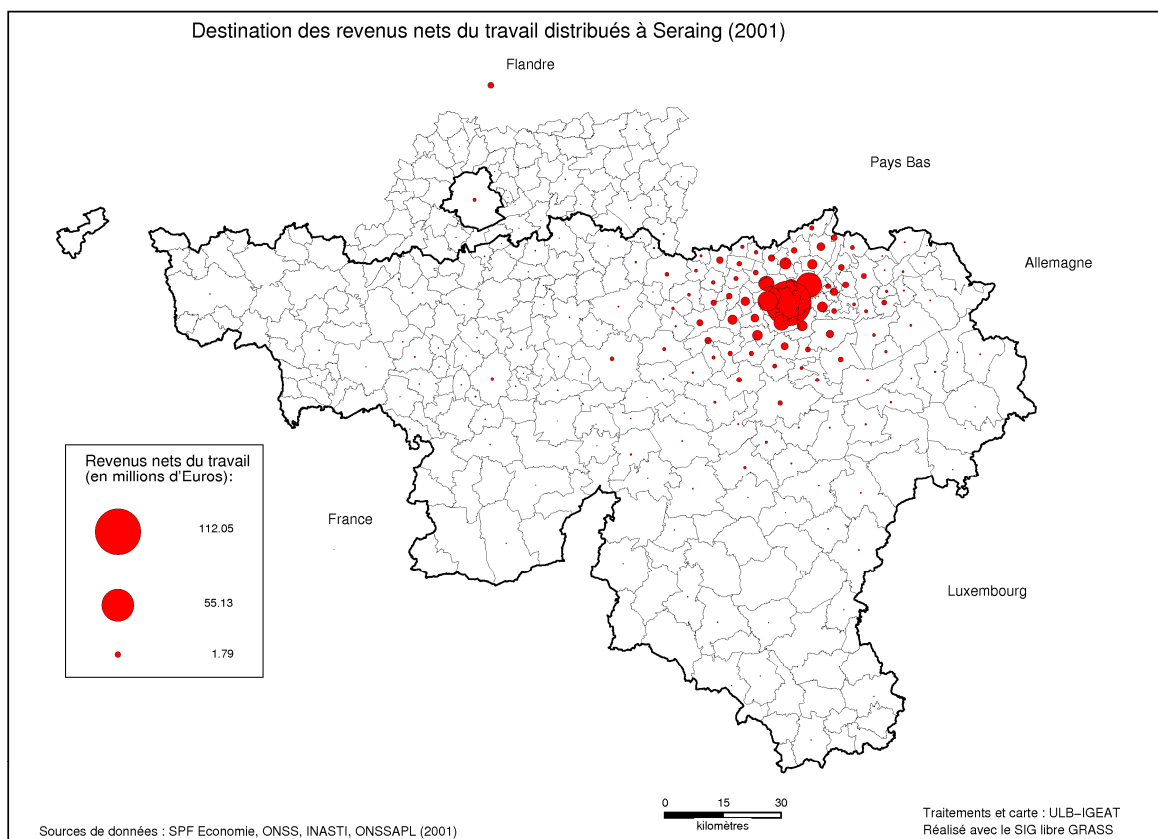 Destination des revenus nets du travail distribués à Seraing (2001)
Flandre
Pays Bas
Allemagne
Revenus nets du travail
(en millions d'Euros):
112.05
55.13
1.79
France
Luxembourg
0 15 30
kilomètres
Sources de données : SPF Economie, ONSS, INASTI, ONSSAPL (2001)
Traitements et carte : ULB-IGEAT
Réalisé avec le SIG libre GRASS